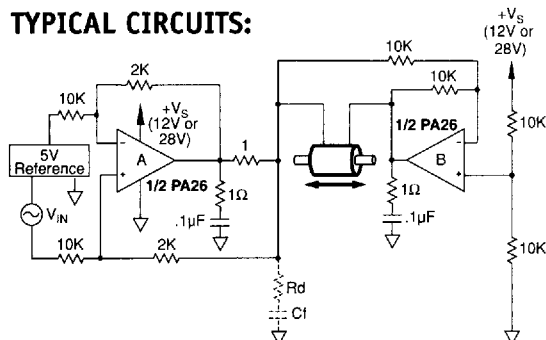 TYPICAL CIRCUITS:
+VS
(12V or
28V)
10K
2K
10K
10K
+VS
(12V or
28V)
10K
5V
Reference
A
1/2 PA26
1
1/2 PA26
B
VIN
1Ω
.1µF
1Ω
.1µF
10K
2K
10K
Rd
Cf